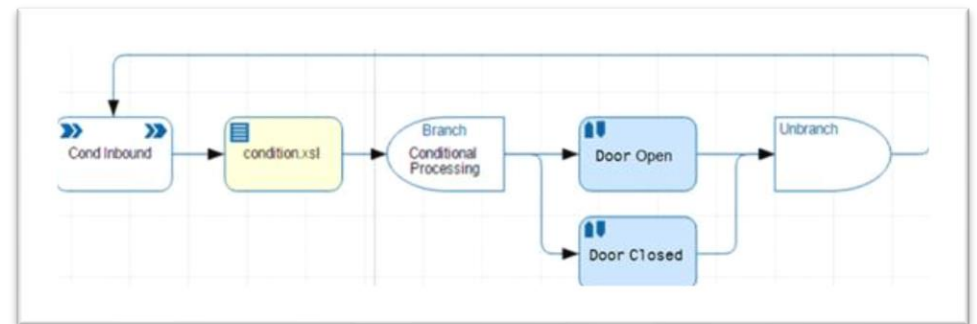 Cond Inbound
condition.xsl
Branch
Conditional
Processing
Door Open
Door Closed
Unbranch